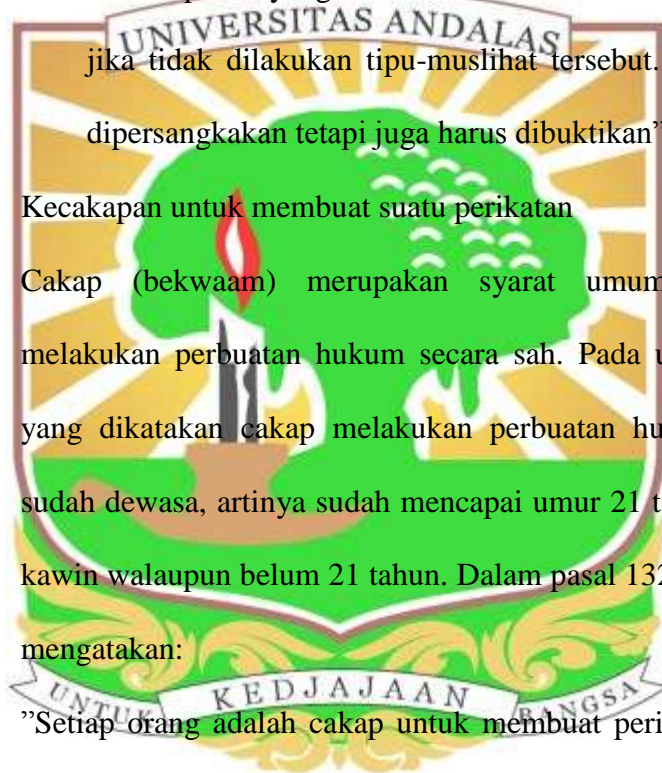 UNIVERSITAS ANDALAS
jika tidak dilakukan tipu-muslihat tersebut.
dipersangkakan tetapi juga harus dibuktikan”
Kecakapan untuk membuat suatu perikatan
Cakap (bekwaam) merupakan syarat umum
melakukan perbuatan hukum secara sah. Pada u
yang dikatakan cakap melakukan perbuatan hu
sudah dewasa, artinya sudah mencapai umur 21 t
kawin walaupun belum 21 tahun. Dalam pasal 132
mengatakan:
”Setiap orang adalah cakap untuk membuat peri
UNTUK KEDJAJAAN BANGSA